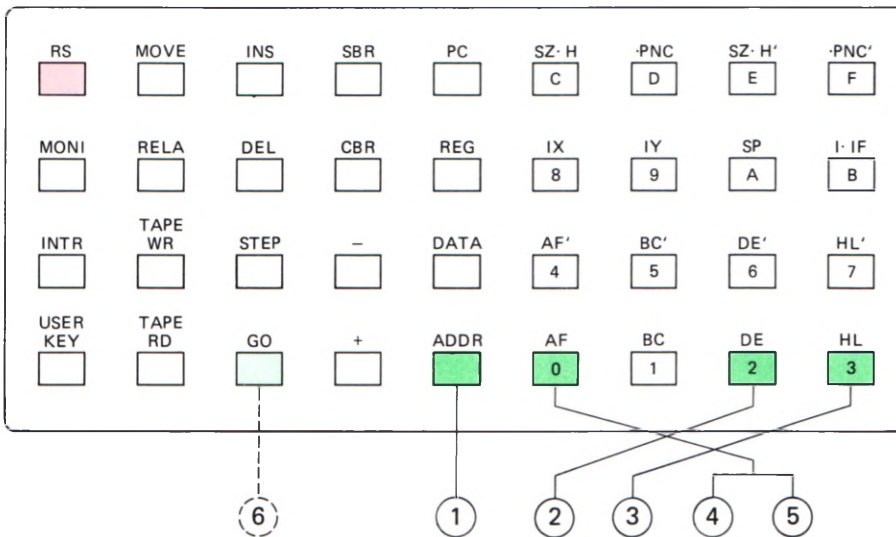 RS MOVE INS SBR PC SZ·H ·PNC SZ·H' ·PNC'
C D E F
MONI RELA DEL CBR REG IX IY SP I·IF
8 9 A B
INTR TAPE WR STEP – DATA AF' BC' DE' HL'
4 5 6 7
USER KEY TAPE RD GO + ADDR AF BC DE HL
0 1 2 3
6 1 2 3 4 5